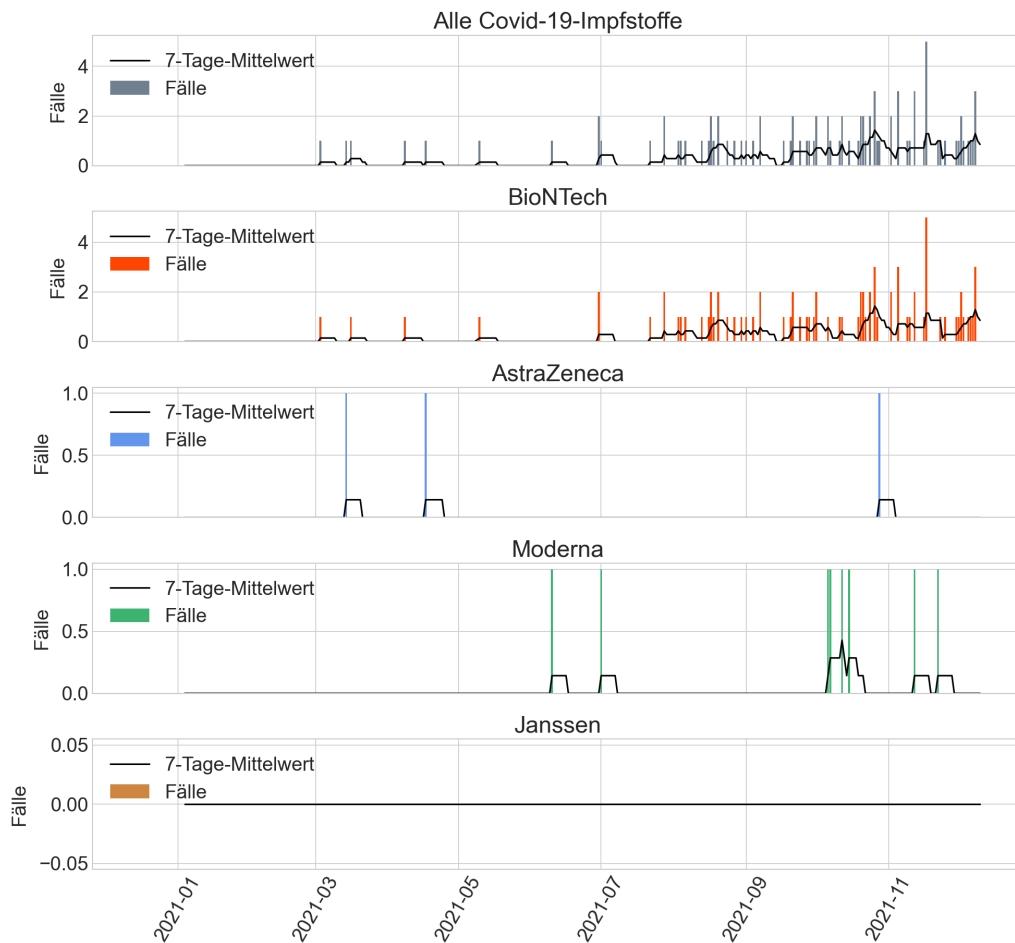 Alle Covid-19-Impfstoffe
Fälle
4
2
0
7-Tage-Mittelwert
Fälle
BioNTech
Fälle
4
2
0
7-Tage-Mittelwert
Fälle
AstraZeneca
Fälle
1.0
0.5
0.0
7-Tage-Mittelwert
Fälle
Moderna
Fälle
1.0
0.5
0.0
7-Tage-Mittelwert
Fälle
Janssen
Fälle
0.05
0.00
−0.05
7-Tage-Mittelwert
Fälle
2021-01
2021-03
2021-05
2021-07
2021-09
2021-11